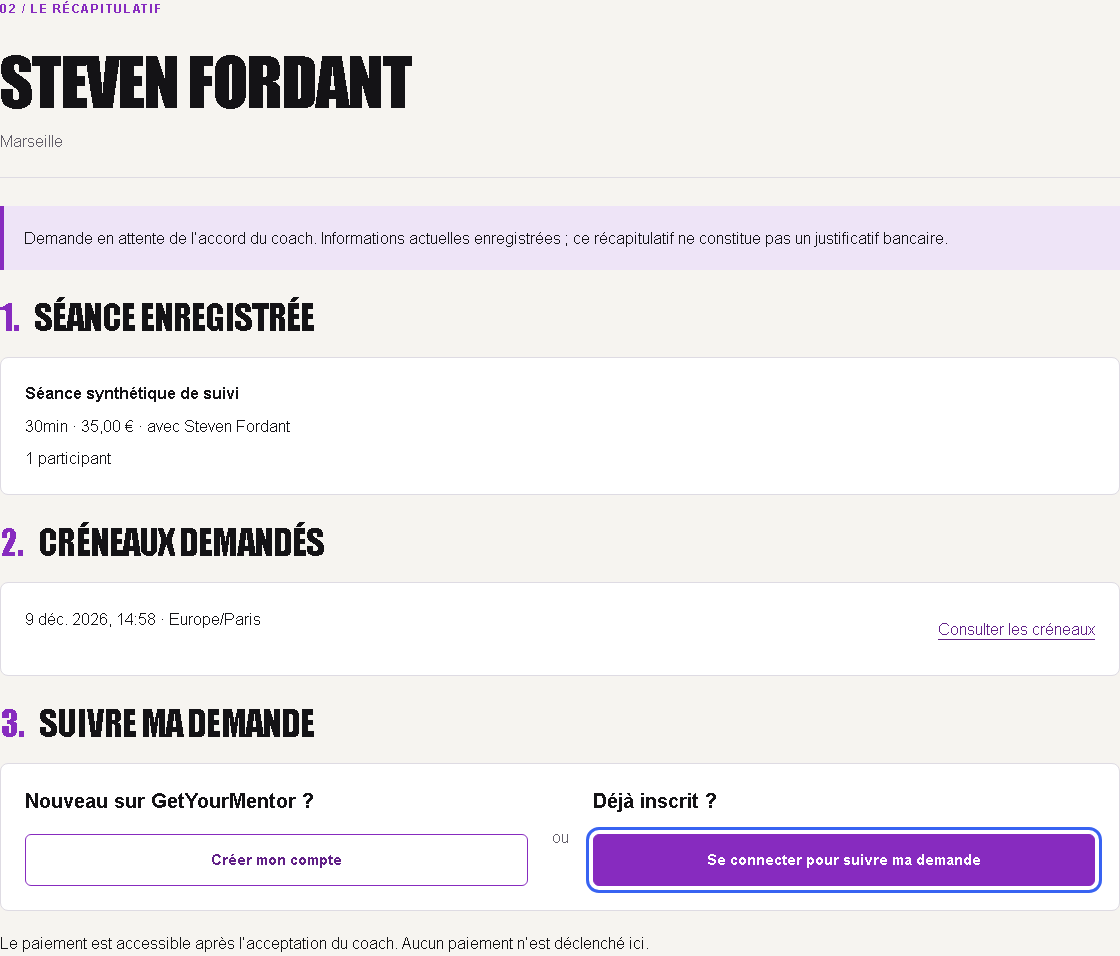 02 / LE RÉCAPITULATIF
STEVEN FORDANT
Marseille
Demande en attente de l'accord du coach. Informations actuelles enregistrées ; ce récapitulatif ne constitue pas un justificatif bancaire.
1. SÉANCE ENREGISTRÉE
Séance synthétique de suivi
30min · 35,00 € · avec Steven Fordant
1 participant
2. CRÉNEAUX DEMANDÉS
9 déc. 2026, 14:58 · Europe/Paris
Consulter les créneaux
3. SUIVRE MA DEMANDE
Nouveau sur GetYourMentor ?
Créer mon compte
ou
Déjà inscrit ?
Se connecter pour suivre ma demande
Le paiement est accessible après l'acceptation du coach. Aucun paiement n'est déclenché ici.